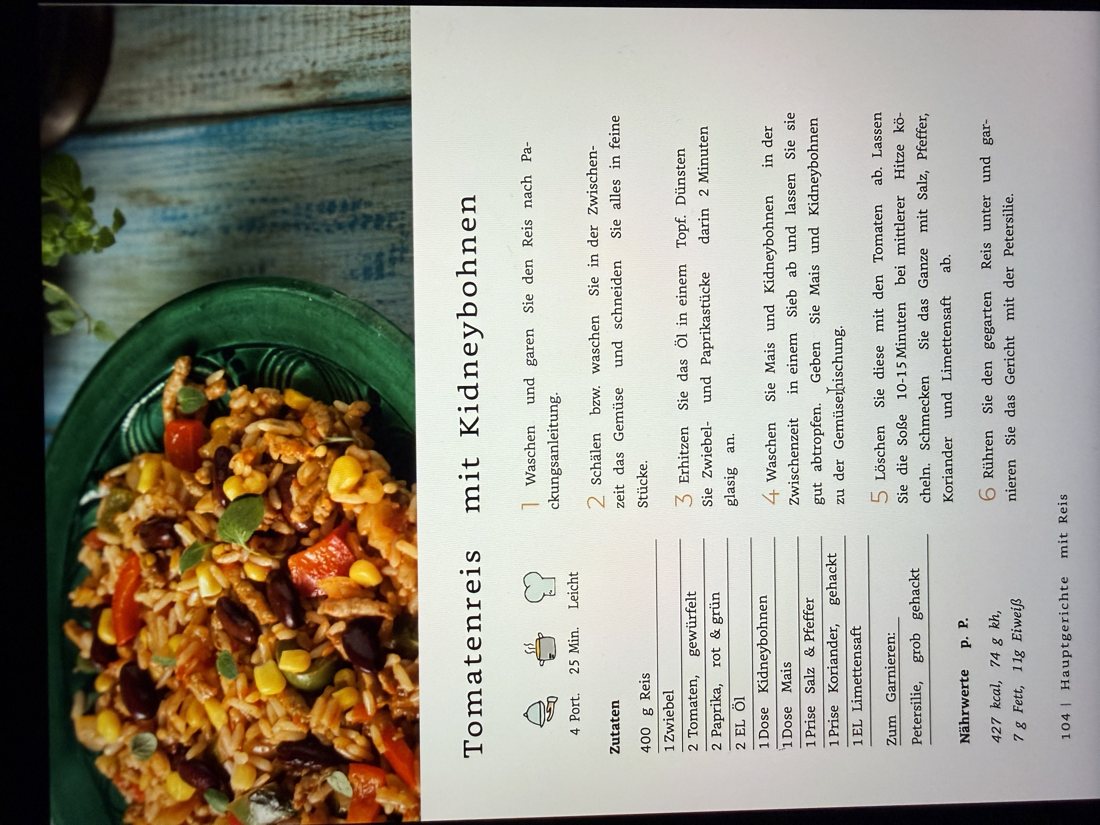 Tomatenreis mit Kidneybohnen
4 Port. 25 Min. Leicht
Zutaten
400 g Reis
1 Zwiebel
2 Tomaten, gewürfelt
2 Paprika, rot & grün
2 EL Öl
1 Dose Kidneybohnen
1 Dose Mais
1 Prise Salz & Pfeffer
1 Prise Koriander, gehackt
1 EL Limettensaft
Zum Garnieren:
Petersilie, grob gehackt
Nährwerte p. P.
427 kcal, 74 g kh,
7 g Fett, 11g Eiweiß
1 Waschen und garen Sie den Reis nach Pa-
ckungsanleitung.
2 Schälen bzw. waschen Sie in der Zwischen-
zeit das Gemüse und schneiden Sie alles in feine
Stücke.
3 Erhitzen Sie das Öl in einem Topf. Dünsten
Sie Zwiebel- und Paprikastücke darin 2 Minuten
glasig an.
4 Waschen Sie Mais und Kidneybohnen in der
Zwischenzeit in einem Sieb ab und lassen Sie sie
gut abtropfen. Geben Sie Mais und Kidneybohnen
zu der Gemüsemischung.
5 Löschen Sie diese mit den Tomaten ab. Lassen
Sie die Soße 10-15 Minuten bei mittlerer Hitze kö-
cheln. Schmecken Sie das Ganze mit Salz, Pfeffer,
Koriander und Limettensaft ab.
6 Rühren Sie den gegarten Reis unter und gar-
nieren Sie das Gericht mit der Petersilie.
104 | Hauptgerichte mit Reis